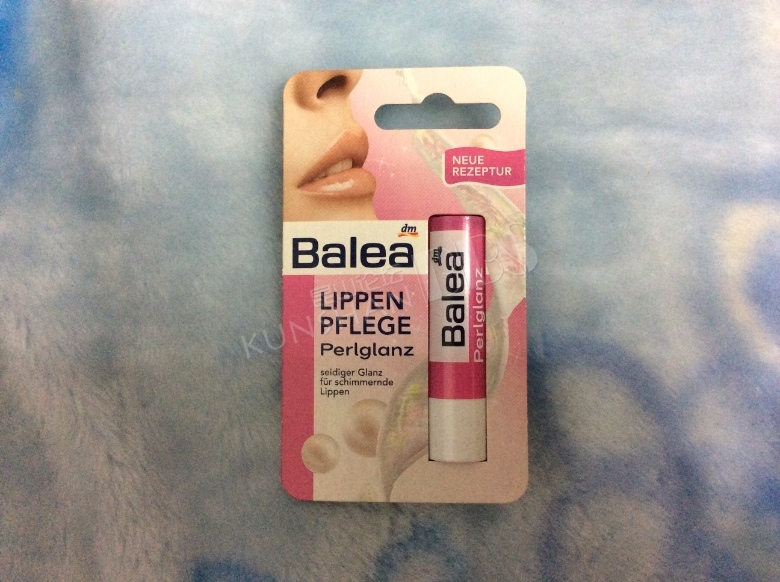 NEUE
REZEPTUR
dm
Balea
LIPPEN
PFLEGE
Perlglanz
seidiger Glanz
für schimmernde
Lippen
dm
Balea
Perlglanz